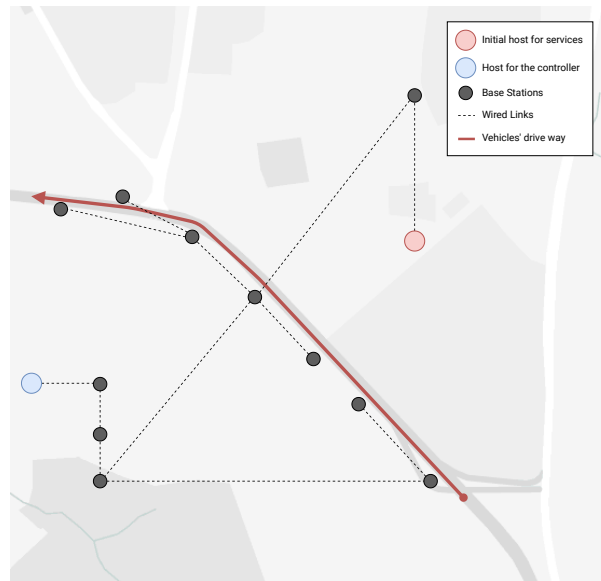 Initial host for services
Host for the controller
Base Stations
Wired Links
Vehicles' drive way